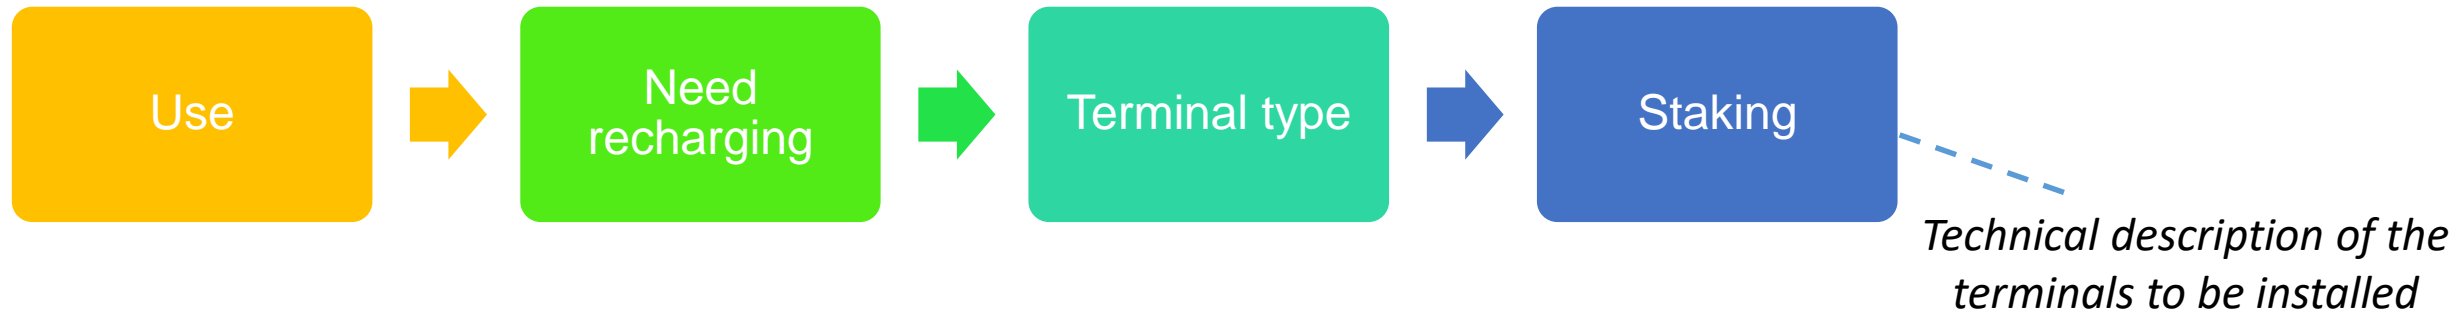 Use
Need
recharging
Terminal type
Staking
Technical description of the
terminals to be installed